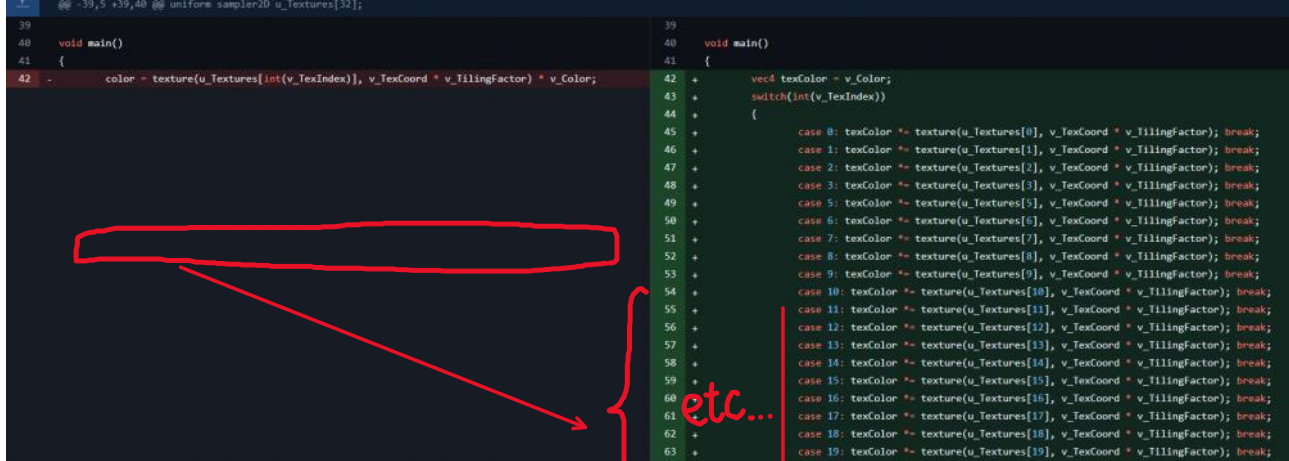 @@ -39,5 +39,40 @@ uniform sampler2D u_Textures[32];
39
40 void main()
41 {
42 - color = texture(u_Textures[int(v_TexIndex)], v_TexCoord * v_TilingFactor) * v_Color;
39
40 void main()
41 {
42 + vec4 texColor = v_Color;
43 + switch(int(v_TexIndex))
44 + {
45 + case 0: texColor *= texture(u_Textures[0], v_TexCoord * v_TilingFactor); break;
46 + case 1: texColor *= texture(u_Textures[1], v_TexCoord * v_TilingFactor); break;
47 + case 2: texColor *= texture(u_Textures[2], v_TexCoord * v_TilingFactor); break;
48 + case 3: texColor *= texture(u_Textures[3], v_TexCoord * v_TilingFactor); break;
49 + case 5: texColor *= texture(u_Textures[5], v_TexCoord * v_TilingFactor); break;
50 + case 6: texColor *= texture(u_Textures[6], v_TexCoord * v_TilingFactor); break;
51 + case 7: texColor *= texture(u_Textures[7], v_TexCoord * v_TilingFactor); break;
52 + case 8: texColor *= texture(u_Textures[8], v_TexCoord * v_TilingFactor); break;
53 + case 9: texColor *= texture(u_Textures[9], v_TexCoord * v_TilingFactor); break;
54 + case 10: texColor *= texture(u_Textures[10], v_TexCoord * v_TilingFactor); break;
55 + case 11: texColor *= texture(u_Textures[11], v_TexCoord * v_TilingFactor); break;
56 + case 12: texColor *= texture(u_Textures[12], v_TexCoord * v_TilingFactor); break;
57 + case 13: texColor *= texture(u_Textures[13], v_TexCoord * v_TilingFactor); break;
58 + case 14: texColor *= texture(u_Textures[14], v_TexCoord * v_TilingFactor); break;
59 + case 15: texColor *= texture(u_Textures[15], v_TexCoord * v_TilingFactor); break;
60 + case 16: texColor *= texture(u_Textures[16], v_TexCoord * v_TilingFactor); break;
61 + case 17: texColor *= texture(u_Textures[17], v_TexCoord * v_TilingFactor); break;
62 + case 18: texColor *= texture(u_Textures[18], v_TexCoord * v_TilingFactor); break;
63 + case 19: texColor *= texture(u_Textures[19], v_TexCoord * v_TilingFactor); break;
etc...